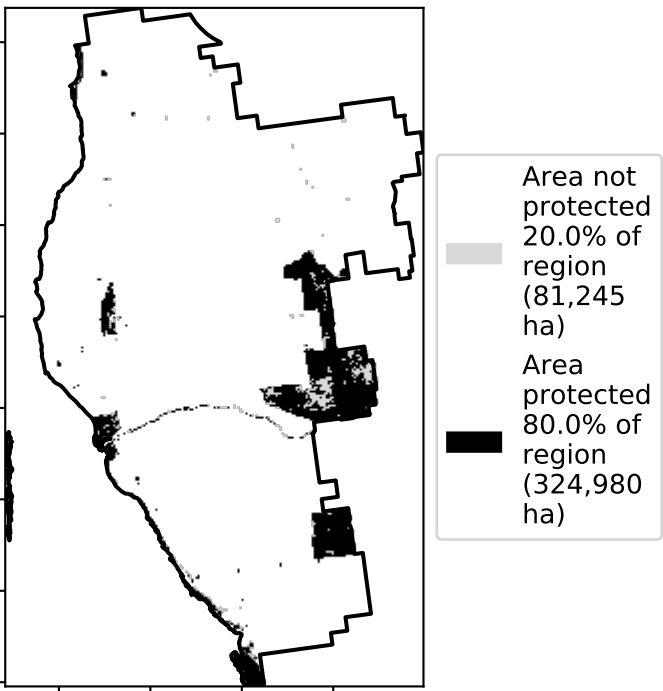 Area not
protected
20.0% of
region
(81,245
ha)
Area
protected
80.0% of
region
(324,980
ha)